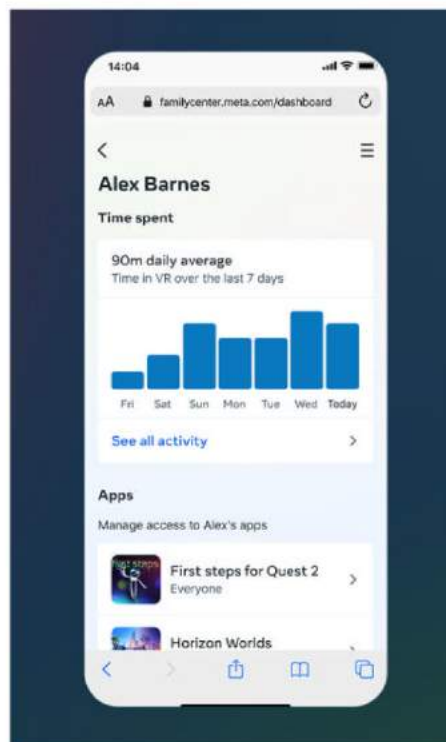 14:04
AA familycenter.meta.com/dashboard
Alex Barnes
Time spent
90m daily average
Time in VR over the last 7 days
Fri Sat Sun Mon Tue Wed Today
See all activity
Apps
Manage access to Alex's apps
first steps
First steps for Quest 2
Everyone
Horizon Worlds